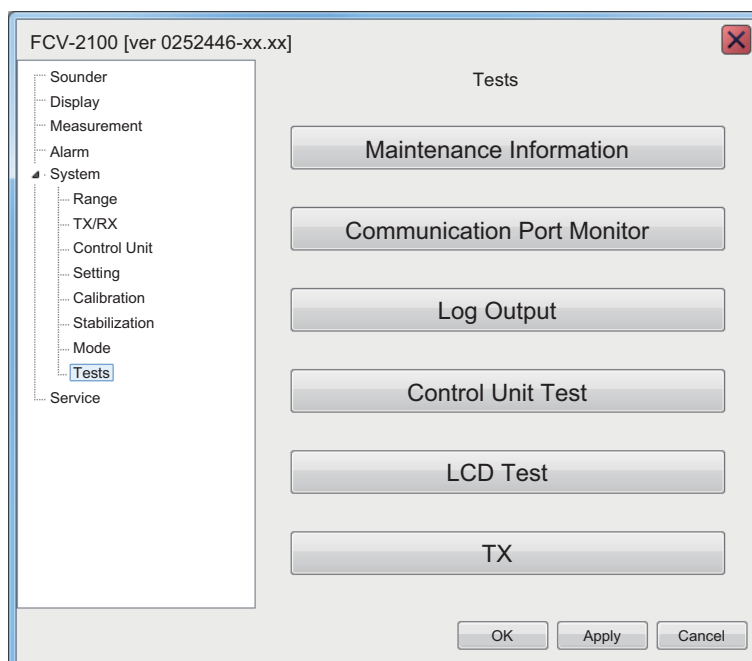 FCV-2100 [ver 0252446-xx.xx]
Sounder
Display
Measurement
Alarm
System
Range
TX/RX
Control Unit
Setting
Calibration
Stabilization
Mode
Tests
Service
Tests
Maintenance Information
Communication Port Monitor
Log Output
Control Unit Test
LCD Test
TX
OK
Apply
Cancel